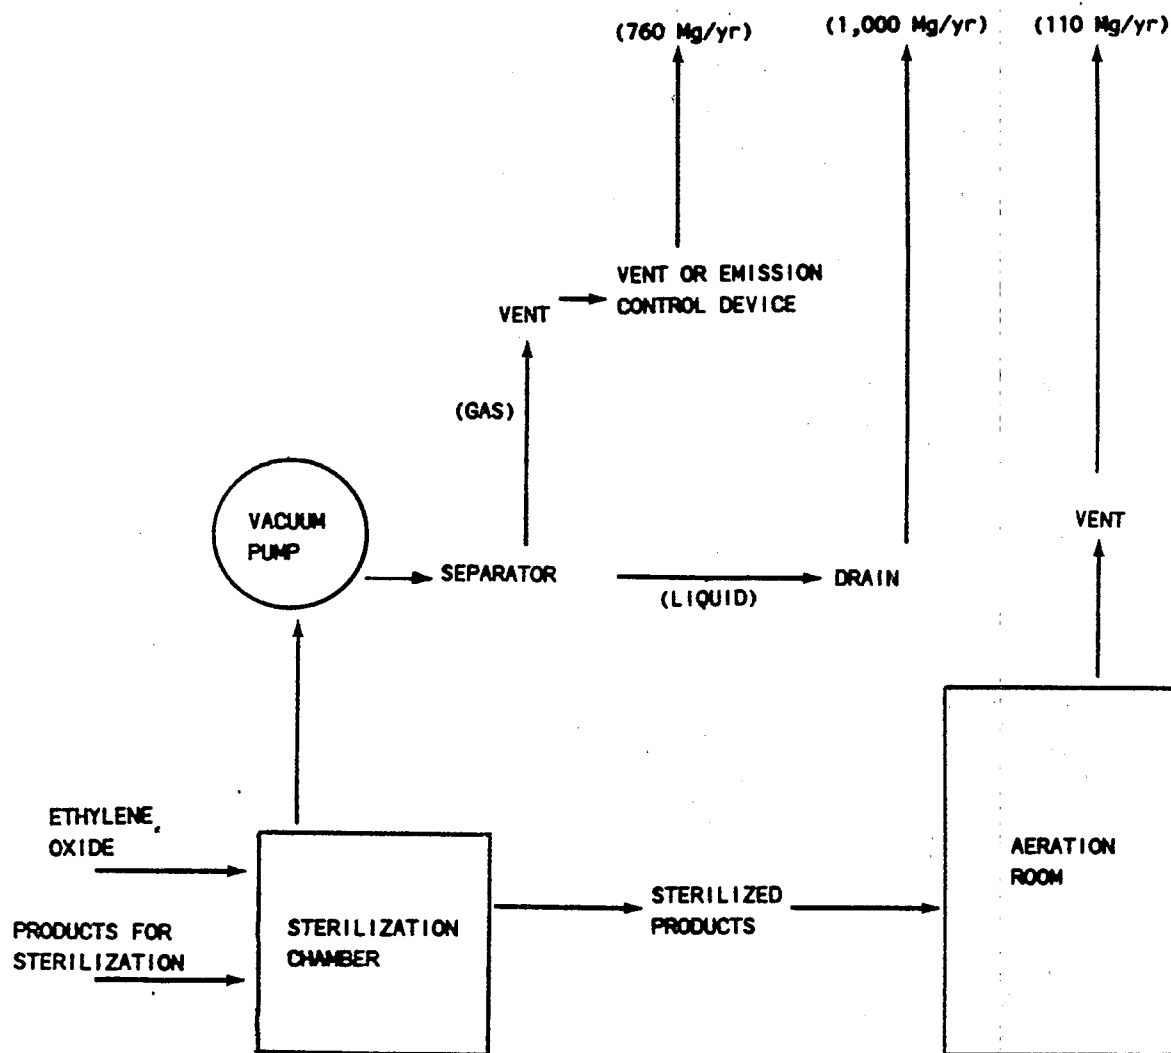 (760 Mg/yr) (1,000 Mg/yr) (110 Mg/yr)
VENT OR EMISSION
CONTROL DEVICE
VENT
(GAS)
VACUUM
PUMP
VENT
SEPARATOR
(LIQUID)
DRAIN
ETHYLENE
OXIDE
PRODUCTS FOR
STERILIZATION
STERILIZATION
CHAMBER
STERILIZED
PRODUCTS
AERATION
ROOM